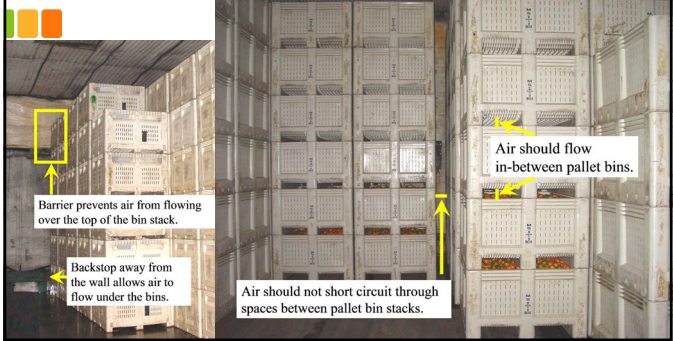 Barrier prevents air from flowing
over the top of the bin stack.
Backstop away from
the wall allows air to
flow under the bins.
Air should flow
in-between pallet bins.
Air should not short circuit through
spaces between pallet bin stacks.